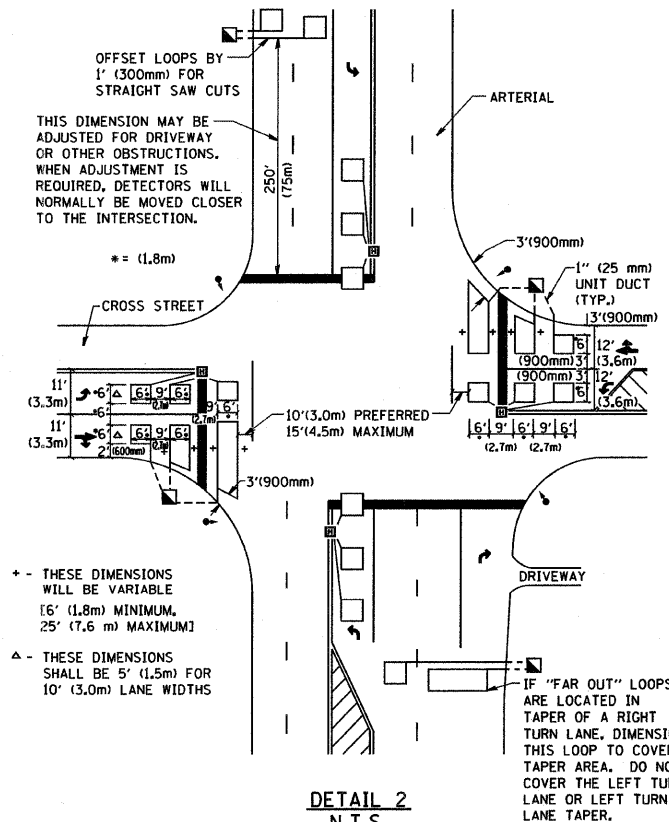 OFFSET LOOPS BY
1' (300mm) FOR
STRAIGHT SAW CUTS
ARTERIAL
THIS DIMENSION MAY BE
ADJUSTED FOR DRIVEWAY
OR OTHER OBSTRUCTIONS.
WHEN ADJUSTMENT IS
REQUIRED, DETECTORS WILL
NORMALLY BE MOVED CLOSER
TO THE INTERSECTION.
250'
(75m)
* = (1.8m)
3'(900mm)
1" (25 mm)
UNIT DUCT
(TYP.)
CROSS STREET
3'(900mm)
6'
12'
(3.6m)
(900mm) 3'
(900mm) 3'
12'
6'
(3.6m)
H
H
H
H
11'
(3.3m)
*6'
△
6'
9'
6'
(2.7m)
*6'
9'
6'
(2.7m)
11'
(3.3m)
*6'
△
6'
9'
6'
(2.7m)
2'
(600mm)
+
+
+
+
+
+
+
10'(3.0m) PREFERRED
15'(4.5m) MAXIMUM
6' 9' 6' 9' 6'
(2.7m) (2.7m)
3'(900mm)
+ - THESE DIMENSIONS
WILL BE VARIABLE
[6' (1.8m) MINIMUM.
25' (7.6 m) MAXIMUM]
△ - THESE DIMENSIONS
SHALL BE 5' (1.5m) FOR
10' (3.0m) LANE WIDTHS
DRIVEWAY
IF "FAR OUT" LOOPS
ARE LOCATED IN
TAPER OF A RIGHT
TURN LANE, DIMENSI
THIS LOOP TO COVE
TAPER AREA. DO NO
COVER THE LEFT TU
LANE OR LEFT TURN
LANE TAPER.
DETAIL 2
N.T.S.